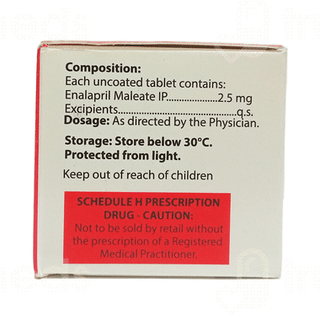 Composition:
Each uncoated tablet contains:
Enalapril Maleate IP.....................2.5 mg
Excipients.............................................q.s.
Dosage: As directed by the Physician.
Storage: Store below 30°C.
Protected from light.
Keep out of reach of children
SCHEDULE H PRESCRIPTION
DRUG - CAUTION:
Not to be sold by retail without
the prescription of a Registered
Medical Practitioner.